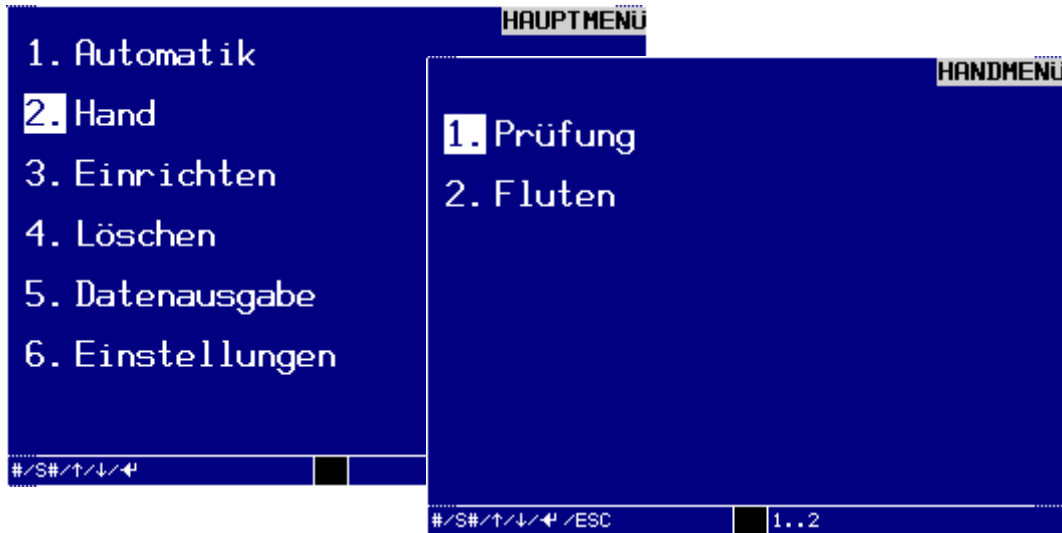 HAUPTMENÜ
1. Automatik
2. Hand
3. Einrichten
4. Löschen
5. Datenausgabe
6. Einstellungen
#/S#/↑/↓/↵
HANDMENÜ
1. Prüfung
2. Fluten
#/S#/↑/↓/↵ /ESC 1..2